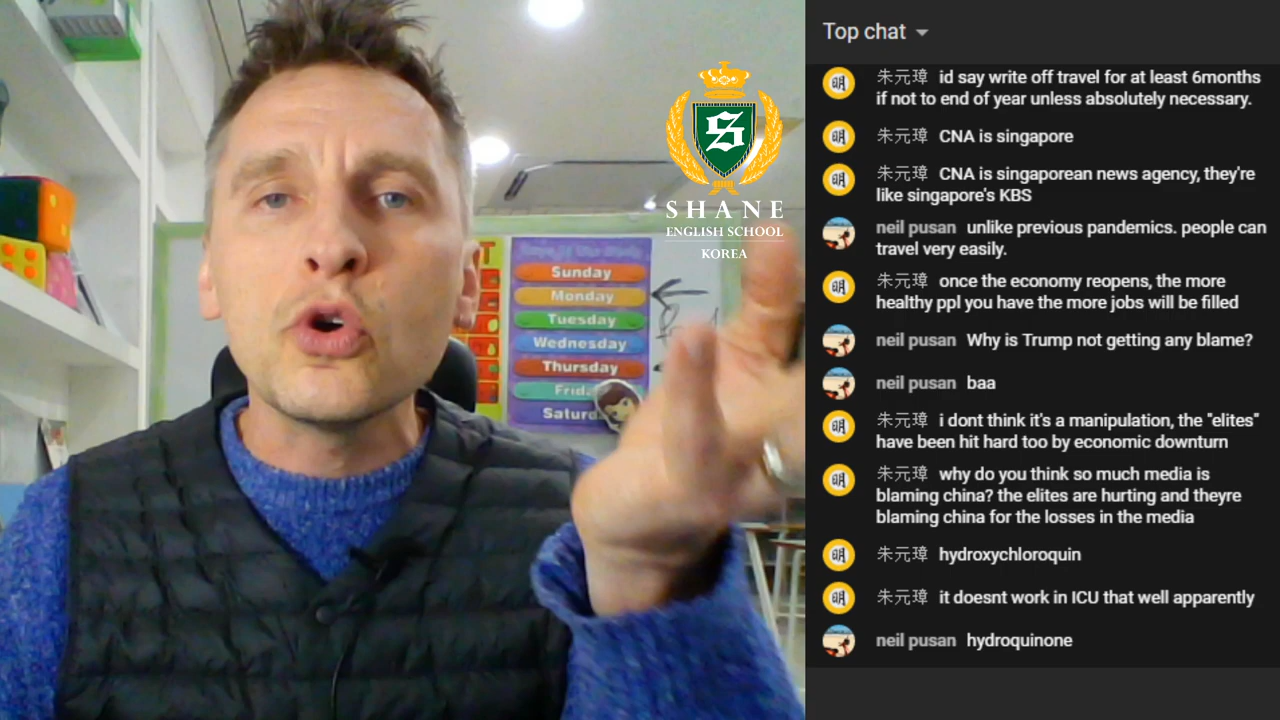 S
SHANE
ENGLISH SCHOOL
KOREA
Sunday
Monday
Tuesday
Wednesday
Thursday
Top chat
朱元璋 id say write off travel for at least 6months
if not to end of year unless absolutely necessary.
朱元璋 CNA is singapore
朱元璋 CNA is singaporean news agency, they're
like singapore's KBS
neil pusan unlike previous pandemics. people can
travel very easily.
朱元璋 once the economy reopens, the more
healthy ppl you have the more jobs will be filled
neil pusan Why is Trump not getting any blame?
neil pusan baa
朱元璋 i dont think it's a manipulation, the "elites"
have been hit hard too by economic downturn
朱元璋 why do you think so much media is
blaming china? the elites are hurting and theyre
blaming china for the losses in the media
朱元璋 hydroxychloroquin
朱元璋 it doesnt work in ICU that well apparently
neil pusan hydroquinone